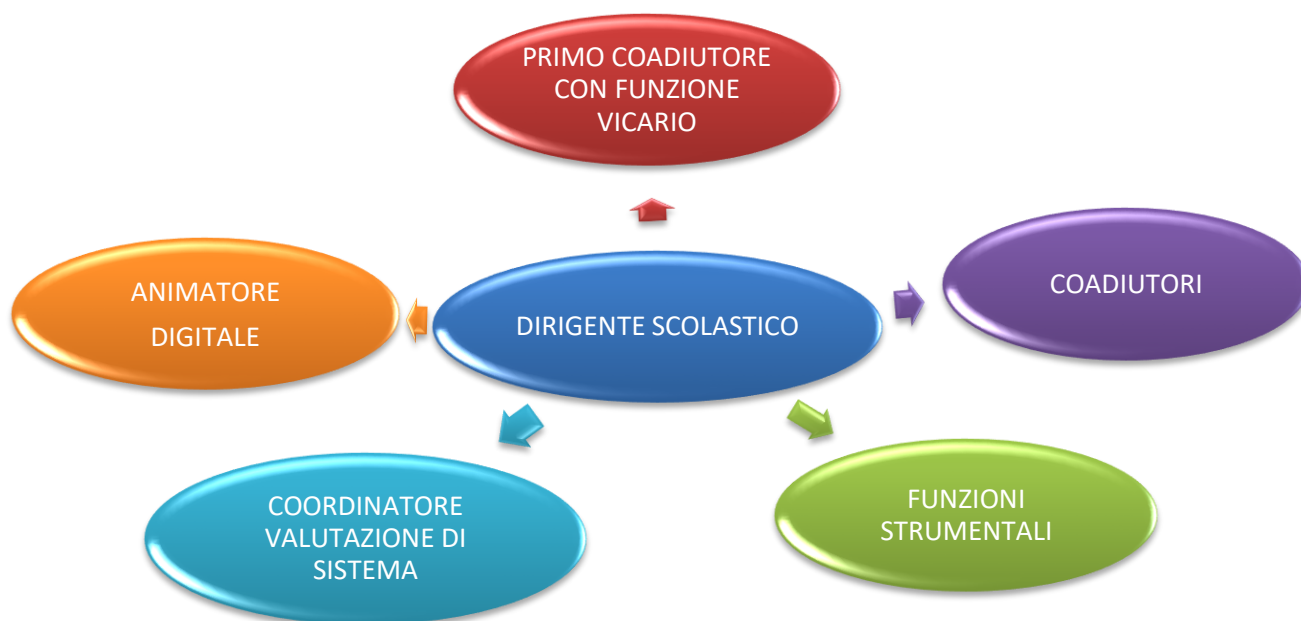 PRIMO COADIUTORE
CON FUNZIONE
VICARIO
ANIMATORE
DIGITALE
DIRIGENTE SCOLASTICO
COADIUTORI
COORDINATORE
VALUTAZIONE DI
SISTEMA
FUNZIONI
STRUMENTALI